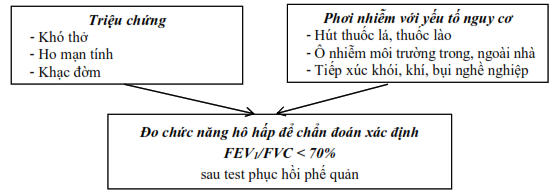 Triệu chứng
- Khó thở
- Ho mạn tính
- Khạc đờm
Phơi nhiễm với yếu tố nguy cơ
- Hút thuốc lá, thuốc lào
- Ô nhiễm môi trường trong, ngoài nhà
- Tiếp xúc khói, khí, bụi nghề nghiệp
Đo chức năng hô hấp để chẩn đoán xác định
FEV₁/FVC < 70%
sau test phục hồi phế quản